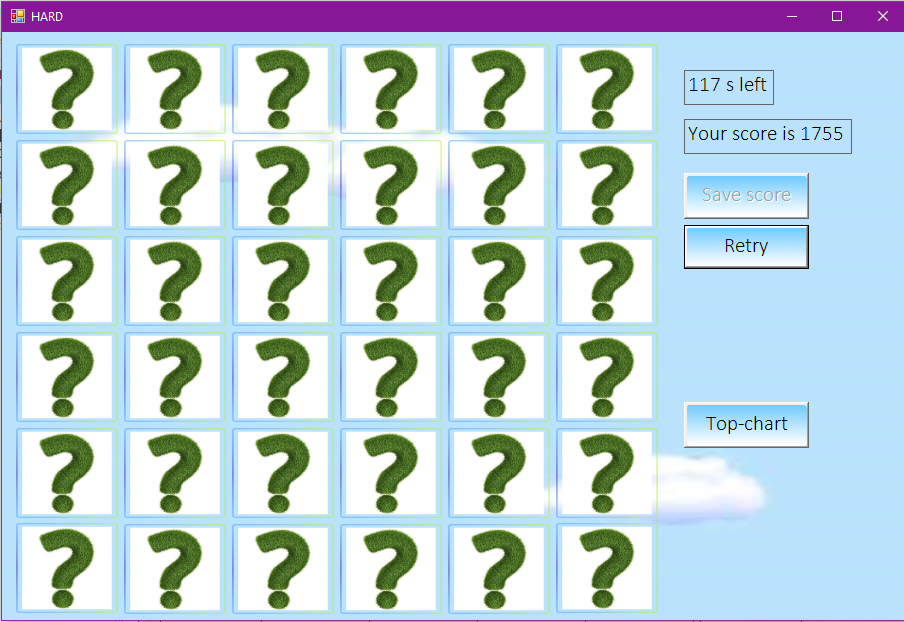 HARD
117 s left
Your score is 1755
Save score
Retry
Top-chart